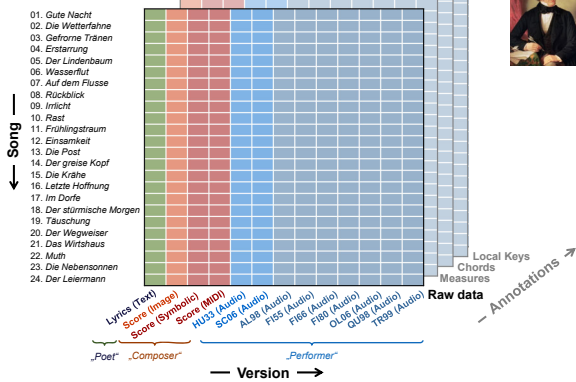 01. Gute Nacht
02. Die Wetterfahne
03. Gefrorne Tränen
04. Erstarrung
05. Der Lindenbaum
06. Wasserflut
07. Auf dem Flusse
08. Rückblick
09. Irrlicht
10. Rast
11. Frühlingstraum
12. Einsamkeit
13. Die Post
14. Der greise Kopf
15. Die Krähe
16. Letzte Hoffnung
17. Im Dorfe
18. Der stürmische Morgen
19. Täuschung
20. Der Wegweiser
21. Das Wirtshaus
22. Muth
23. Die Nebensonnen
24. Der Leiermann
Song
Local Keys
Chords
Measures
Raw data
Annotations
Lyrics (Text)
Score (Image)
Score (Symbolic)
Score (MIDI)
HU33 (Audio)
SC06 (Audio)
AL98 (Audio)
FI55 (Audio)
FI66 (Audio)
FI80 (Audio)
OL06 (Audio)
QU98 (Audio)
TR99 (Audio)
„Poet“
„Composer“
„Performer“
Version